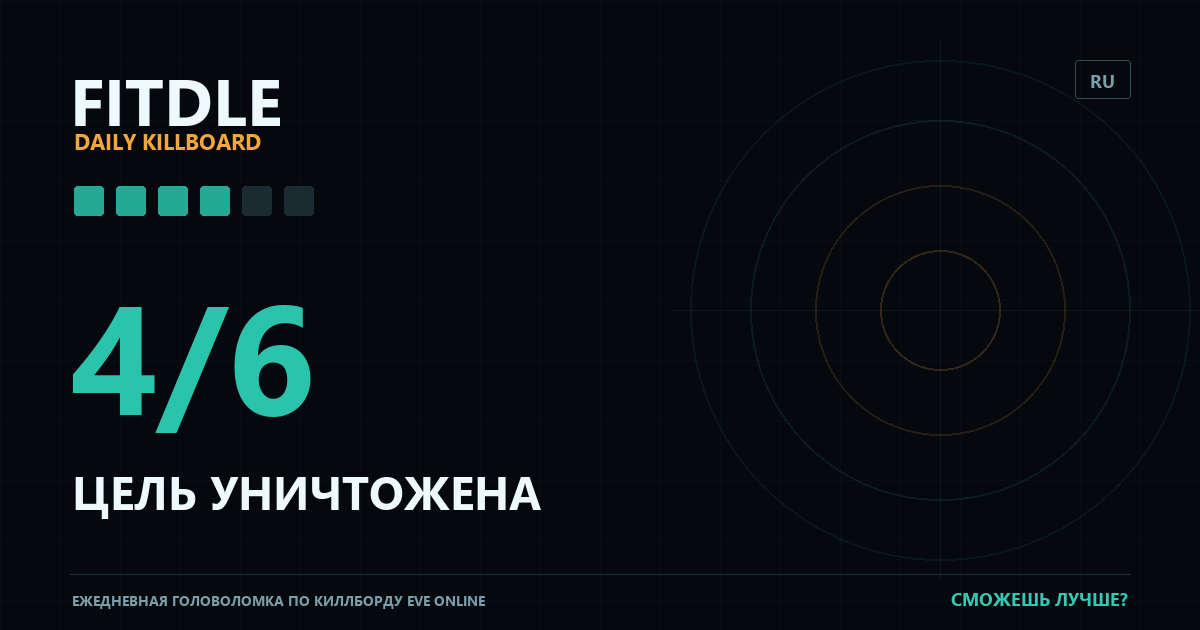 FITDLE
DAILY KILLBOARD
RU
4/6
ЦЕЛЬ УНИЧТОЖЕНА
ЕЖЕДНЕВНАЯ ГОЛОВОЛОМКА ПО КИЛЛБОРДУ EVE ONLINE
СМОЖЕШЬ ЛУЧШЕ?